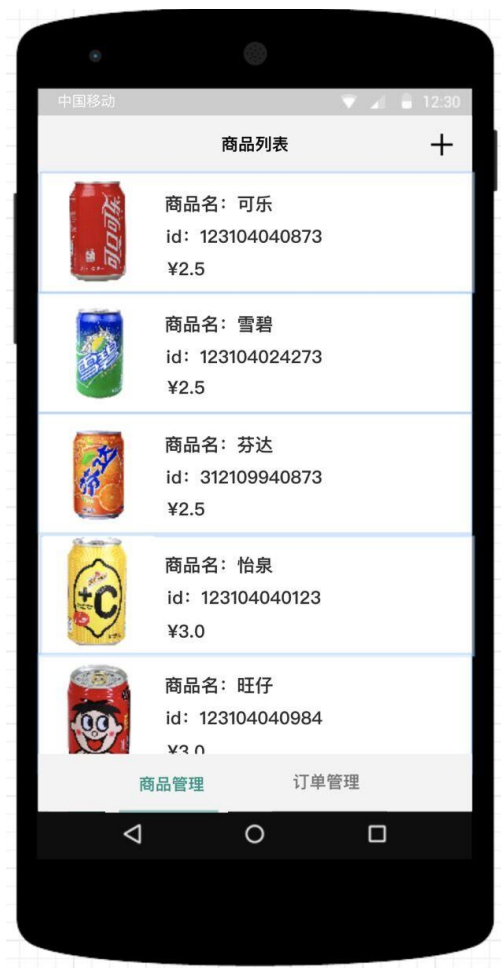 中国移动 12:30
商品列表 +
商品名：可乐
id：123104040873
¥2.5
商品名：雪碧
id：123104024273
¥2.5
商品名：芬达
id：312109940873
¥2.5
+C
商品名：怡泉
id：123104040123
¥3.0
商品名：旺仔
id：123104040984
¥3.0
商品管理 订单管理